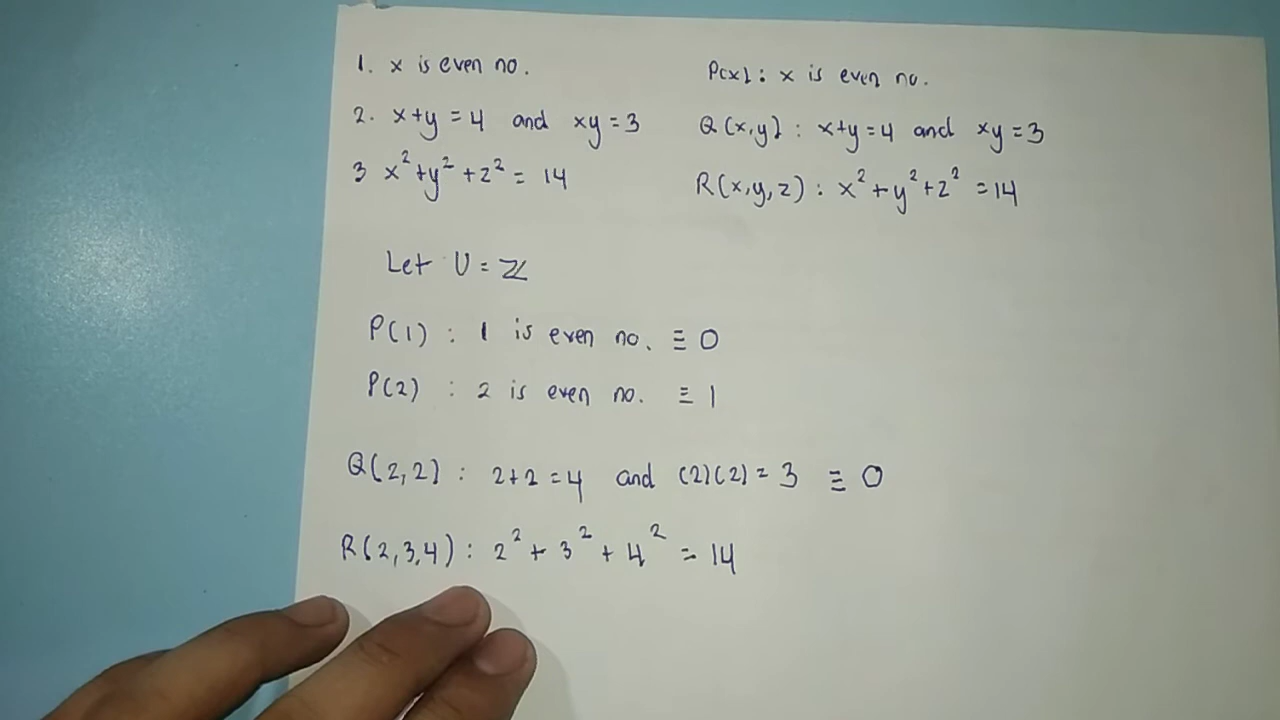 1. x is even no. P(x): x is even no.
2. x+y=4 and xy=3 Q(x,y): x+y=4 and xy=3
3 x²+y²+z²=14 R(x,y,z): x²+y²+z²=14
Let U=ℤ
P(1): 1 is even no. ≡ 0
P(2): 2 is even no. ≡ 1
Q(2,2): 2+2=4 and (2)(2)=3 ≡ 0
R(2,3,4): 2²+3²+4²=14